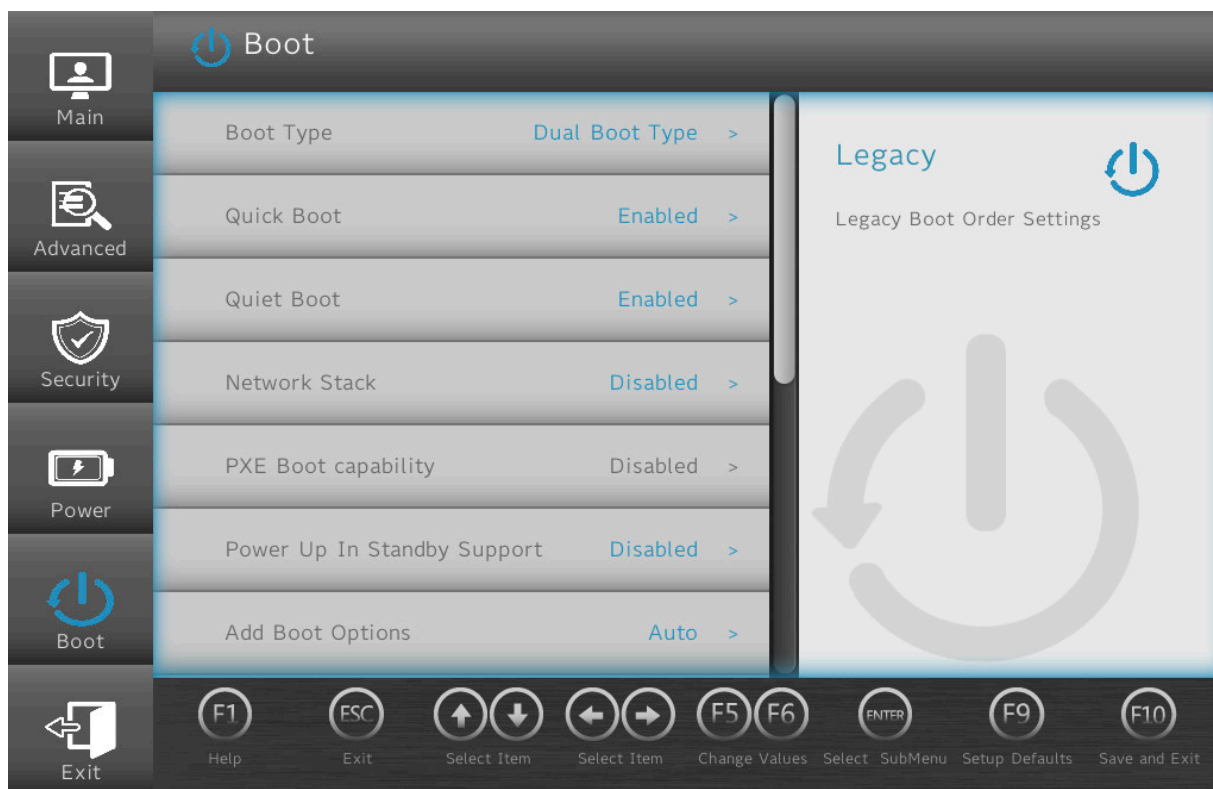 Boot
Main
Advanced
Security
Power
Boot
Exit
Boot Type Dual Boot Type >
Quick Boot Enabled >
Quiet Boot Enabled >
Network Stack Disabled >
PXE Boot capability Disabled >
Power Up In Standby Support Disabled >
Add Boot Options Auto >
Legacy
Legacy Boot Order Settings
F1 ESC F5 F6 ENTER F9 F10
Help Exit Select Item Select Item Change Values Select SubMenu Setup Defaults Save and Exit